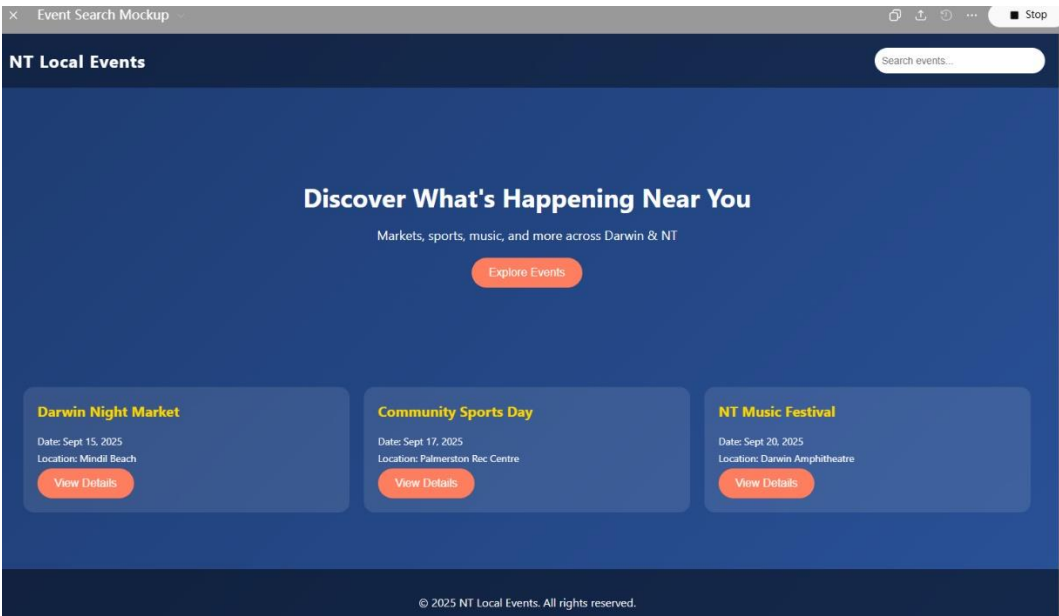 × Event Search Mockup
Stop
NT Local Events
Search events...
Discover What's Happening Near You
Markets, sports, music, and more across Darwin & NT
Explore Events
Darwin Night Market
Date: Sept 15, 2025
Location: Mindil Beach
View Details
Community Sports Day
Date: Sept 17, 2025
Location: Palmerston Rec Centre
View Details
NT Music Festival
Date: Sept 20, 2025
Location: Darwin Amphitheatre
View Details
© 2025 NT Local Events. All rights reserved.